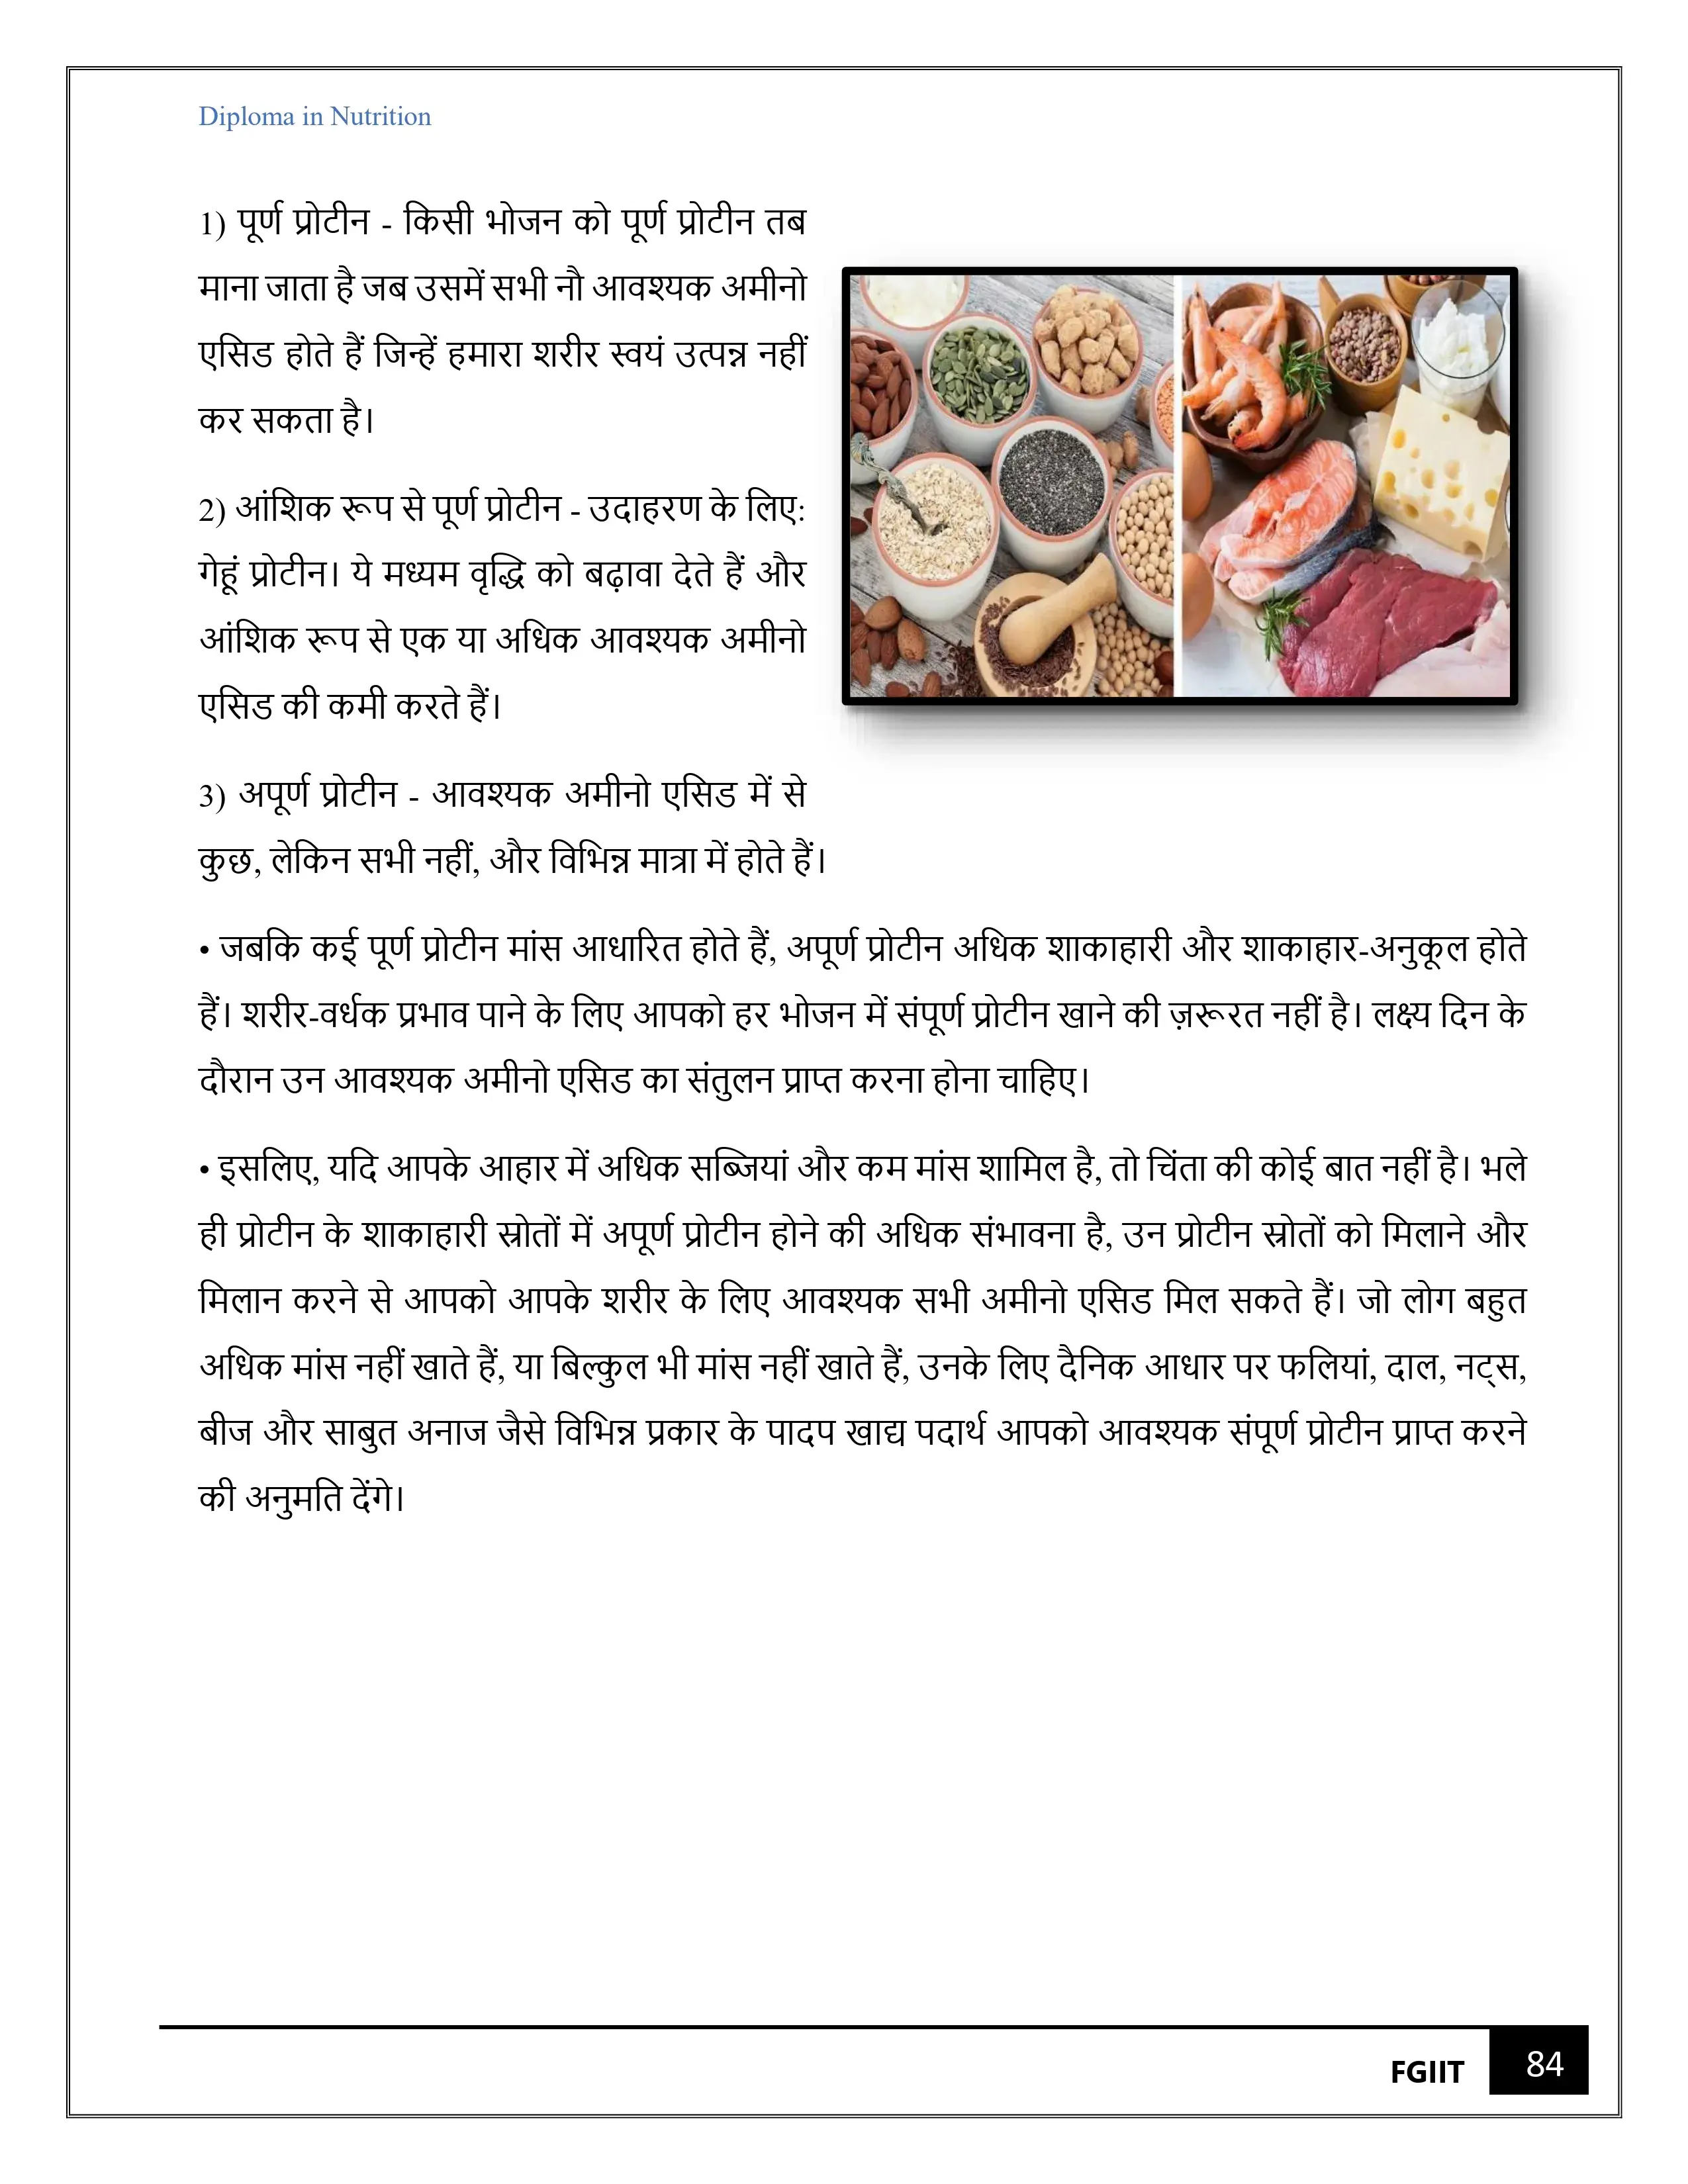 Diploma in Nutrition
1) पूर्ण प्रोटीन - किसी भोजन को पूर्ण प्रोटीन तब
माना जाता है जब उसमें सभी नौ आवश्यक अमीनो
एसिड होते हैं जिन्हें हमारा शरीर स्वयं उत्पन्न नहीं
कर सकता है।
2) आंशिक रूप से पूर्ण प्रोटीन - उदाहरण के लिए:
गेहूं प्रोटीन। ये मध्यम वृद्धि को बढ़ावा देते हैं और
आंशिक रूप से एक या अधिक आवश्यक अमीनो
एसिड की कमी करते हैं।
3) अपूर्ण प्रोटीन - आवश्यक अमीनो एसिड में से
कुछ, लेकिन सभी नहीं, और विभिन्न मात्रा में होते हैं।
• जबकि कई पूर्ण प्रोटीन मांस आधारित होते हैं, अपूर्ण प्रोटीन अधिक शाकाहारी और शाकाहार-अनुकूल होते
हैं। शरीर-वर्धक प्रभाव पाने के लिए आपको हर भोजन में संपूर्ण प्रोटीन खाने की ज़रूरत नहीं है। लक्ष्य दिन के
दौरान उन आवश्यक अमीनो एसिड का संतुलन प्राप्त करना होना चाहिए।
• इसलिए, यदि आपके आहार में अधिक सब्जियां और कम मांस शामिल है, तो चिंता की कोई बात नहीं है। भले
ही प्रोटीन के शाकाहारी स्रोतों में अपूर्ण प्रोटीन होने की अधिक संभावना है, उन प्रोटीन स्रोतों को मिलाने और
मिलान करने से आपको आपके शरीर के लिए आवश्यक सभी अमीनो एसिड मिल सकते हैं। जो लोग बहुत
अधिक मांस नहीं खाते हैं, या बिल्कुल भी मांस नहीं खाते हैं, उनके लिए दैनिक आधार पर फलियां, दाल, नट्स,
बीज और साबुत अनाज जैसे विभिन्न प्रकार के पादप खाद्य पदार्थ आपको आवश्यक संपूर्ण प्रोटीन प्राप्त करने
की अनुमति देंगे।
FGIIT 84